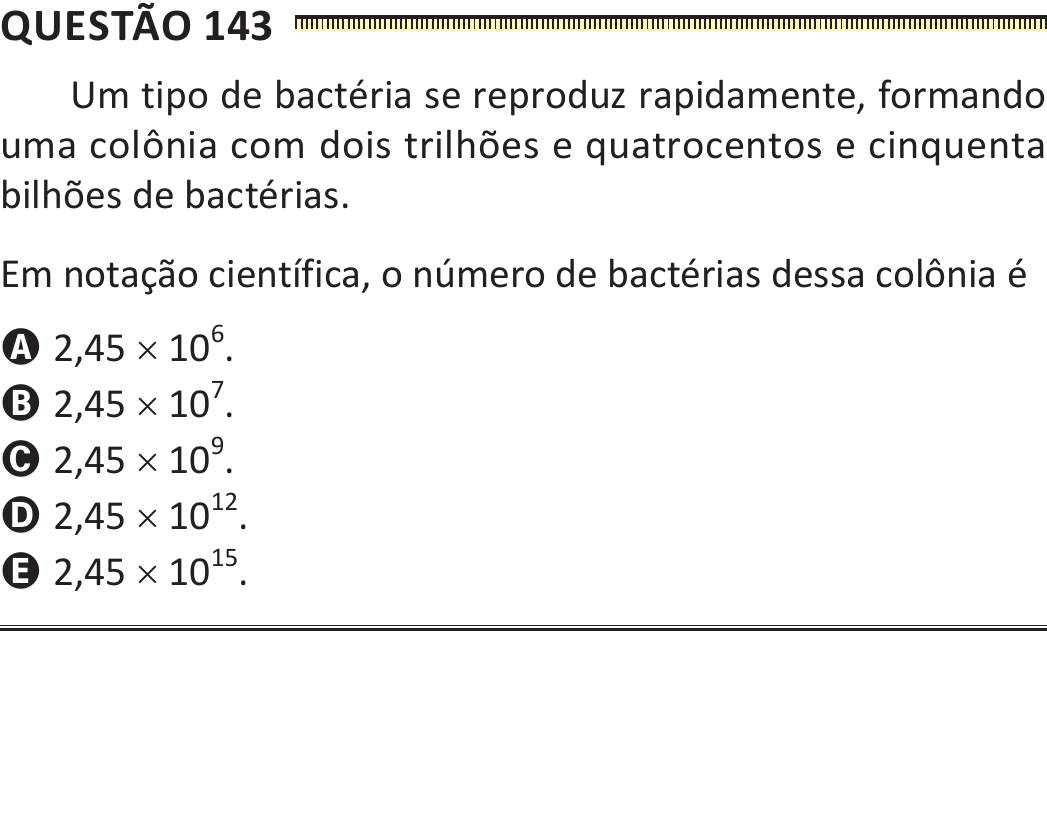 QUESTÃO 143
Um tipo de bactéria se reproduz rapidamente, formando
uma colônia com dois trilhões e quatrocentos e cinquenta
bilhões de bactérias.
Em notação científica, o número de bactérias dessa colônia é
A 2,45 × 10⁶.
B 2,45 × 10⁷.
C 2,45 × 10⁹.
D 2,45 × 10¹².
E 2,45 × 10¹⁵.